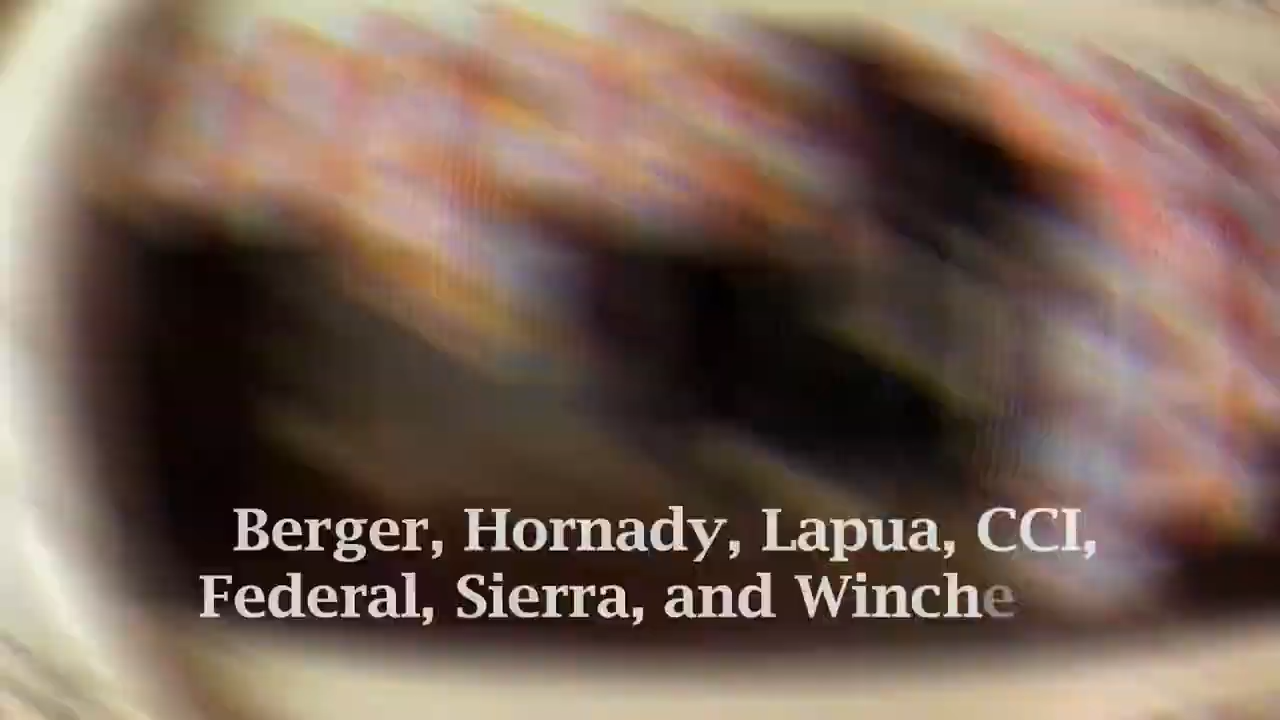 Berger, Hornady, Lapua, CCI,
Federal, Sierra, and Winche